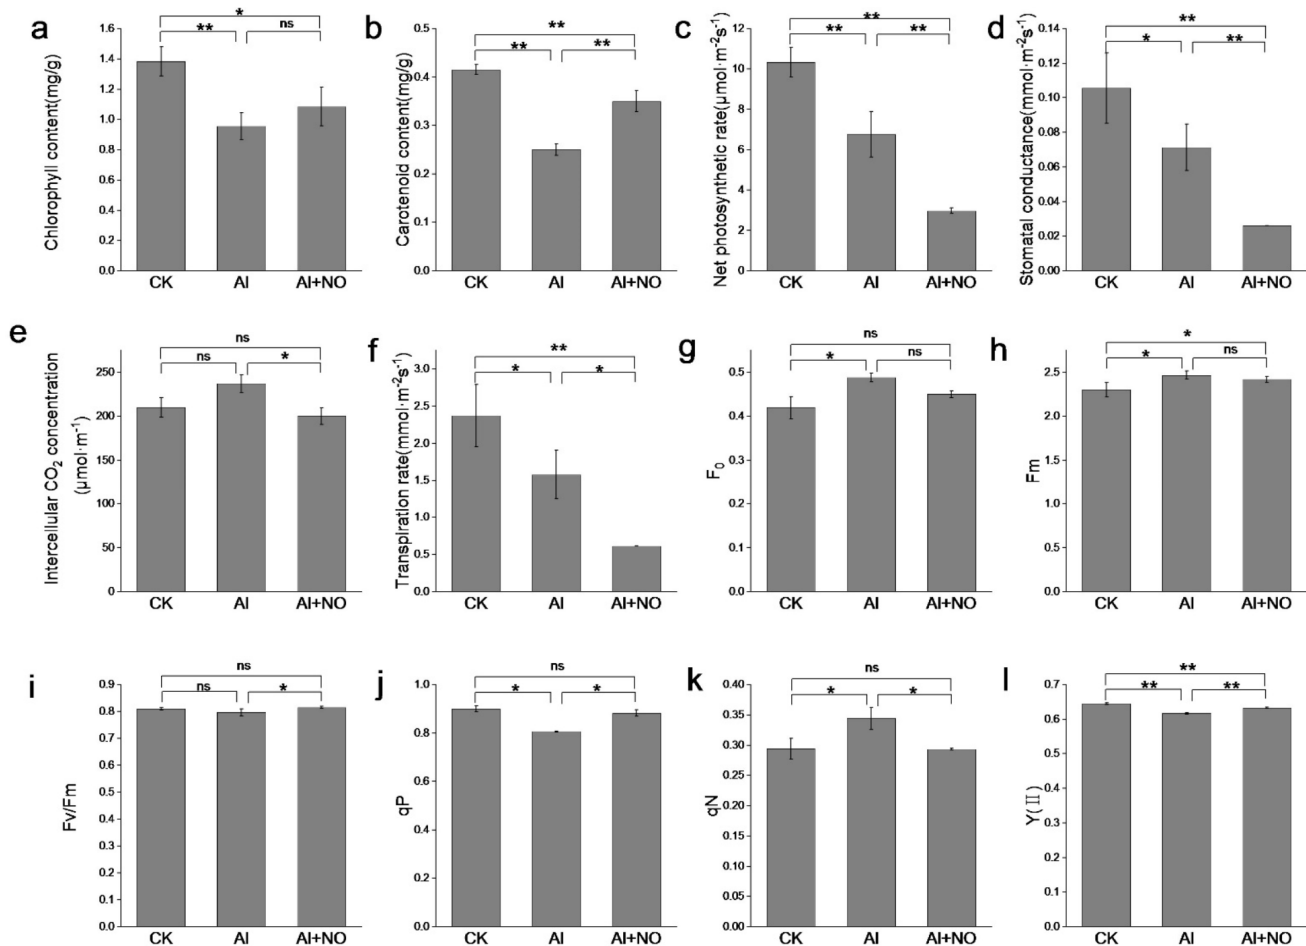 a
Chlorophyll content(mg/g)
*
**
ns
1.6
1.4
1.2
1.0
0.8
0.6
0.4
0.2
0.0
CK
Al
Al+NO
b
Carotenoid content(mg/g)
**
**
**
0.4
0.3
0.2
0.1
0.0
CK
Al
Al+NO
c
Net photosynthetic rate(μmol·m⁻²s⁻¹)
**
**
**
12
10
8
6
4
2
0
CK
Al
Al+NO
d
Stomatal conductance(mmol·m⁻²s⁻¹)
**
*
**
0.14
0.12
0.10
0.08
0.06
0.04
0.02
0.00
CK
Al
Al+NO
e
Intercellular CO₂ concentration
(μmol·m⁻¹)
ns
ns
*
250
200
150
100
50
0
CK
Al
Al+NO
f
Transpiration rate(mmol·m⁻²s⁻¹)
**
*
*
3.0
2.5
2.0
1.5
1.0
0.5
0.0
CK
Al
Al+NO
g
F₀
ns
*
ns
0.5
0.4
0.3
0.2
0.1
0.0
CK
Al
Al+NO
h
Fm
*
*
ns
2.5
2.0
1.5
1.0
0.5
0.0
CK
Al
Al+NO
i
Fv/Fm
ns
ns
*
0.9
0.8
0.7
0.6
0.5
0.4
0.3
0.2
0.1
0.0
CK
Al
Al+NO
j
qP
ns
*
*
1.0
0.8
0.6
0.4
0.2
0.0
CK
Al
Al+NO
k
qN
ns
*
*
0.40
0.35
0.30
0.25
0.20
0.15
0.10
0.05
0.00
CK
Al
Al+NO
l
Y(Ⅱ)
**
**
**
0.7
0.6
0.5
0.4
0.3
0.2
0.1
0.0
CK
Al
Al+NO